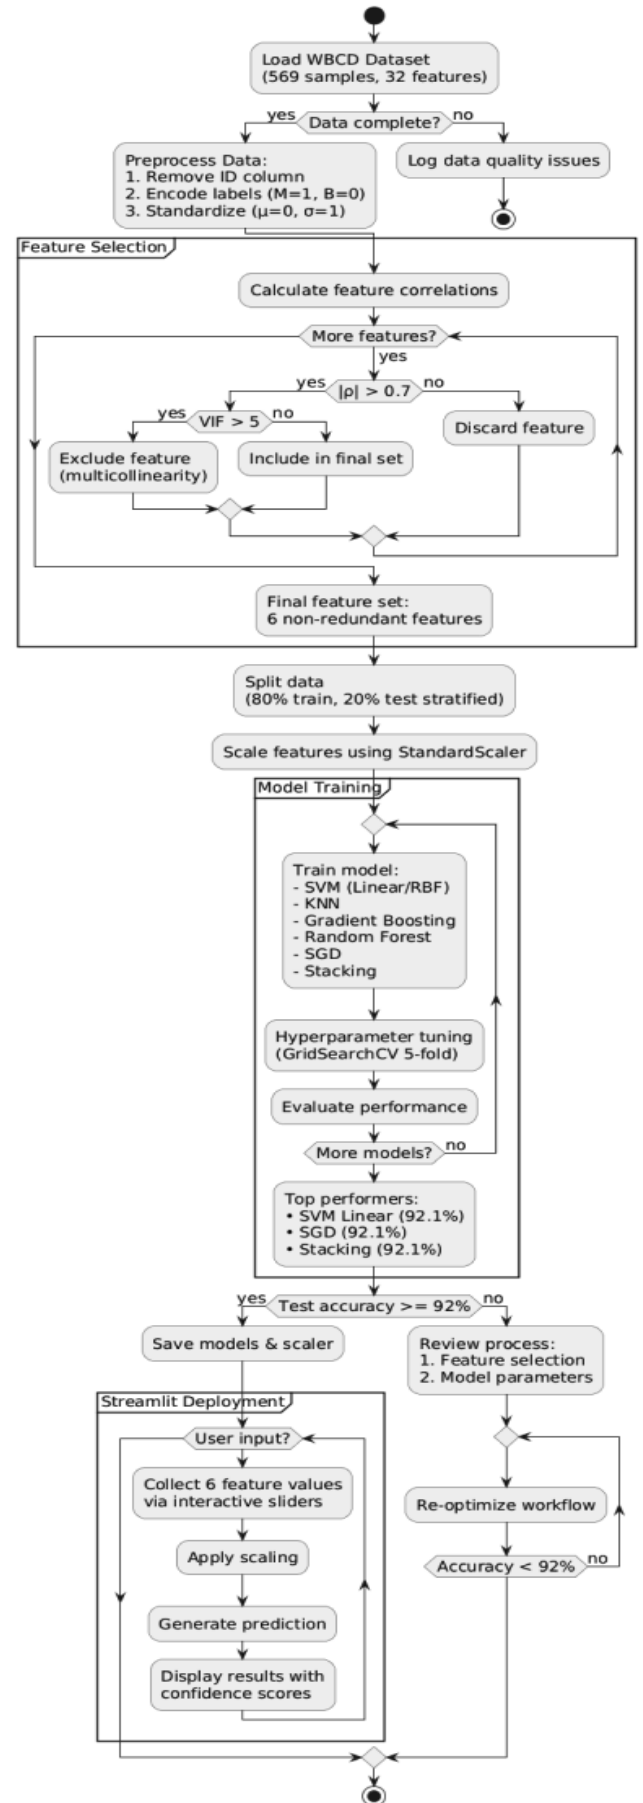 Load WBCD Dataset
(569 samples, 32 features)
yes
Data complete?
no
Preprocess Data:
1. Remove ID column
2. Encode labels (M=1, B=0)
3. Standardize (μ=0, σ=1)
Log data quality issues
Feature Selection
Calculate feature correlations
More features?
yes
yes
|ρ| > 0.7
no
yes
VIF > 5
no
Discard feature
Exclude feature
(multicollinearity)
Include in final set
Final feature set:
6 non-redundant features
Split data
(80% train, 20% test stratified)
Scale features using StandardScaler
Model Training
Train model:
- SVM (Linear/RBF)
- KNN
- Gradient Boosting
- Random Forest
- SGD
- Stacking
Hyperparameter tuning
(GridSearchCV 5-fold)
Evaluate performance
More models?
no
Top performers:
• SVM Linear (92.1%)
• SGD (92.1%)
• Stacking (92.1%)
yes
Test accuracy >= 92%
no
Save models & scaler
Review process:
1. Feature selection
2. Model parameters
Streamlit Deployment
User input?
Collect 6 feature values
via interactive sliders
Re-optimize workflow
Apply scaling
Accuracy < 92%
no
Generate prediction
Display results with
confidence scores